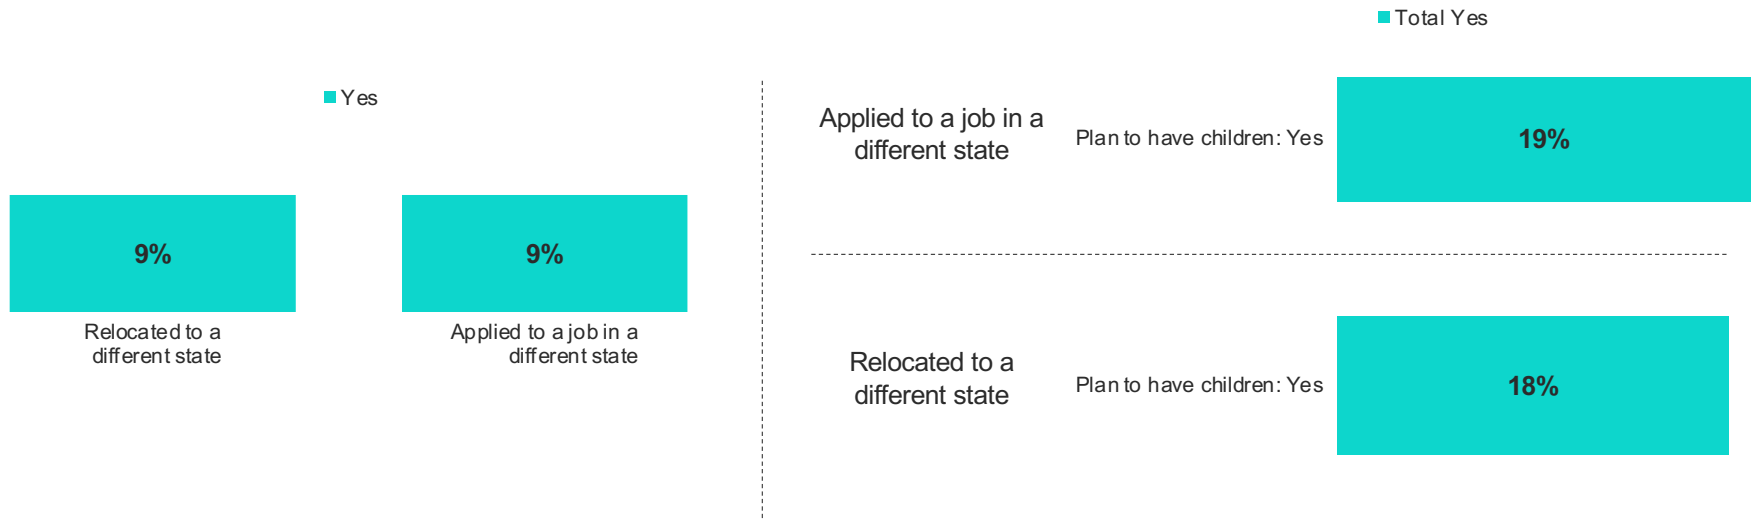 Yes
9%
9%
Relocated to a
different state
Applied to a job in a
different state
Total Yes
Applied to a job in a
different state
Plan to have children: Yes
19%
Relocated to a
different state
Plan to have children: Yes
18%